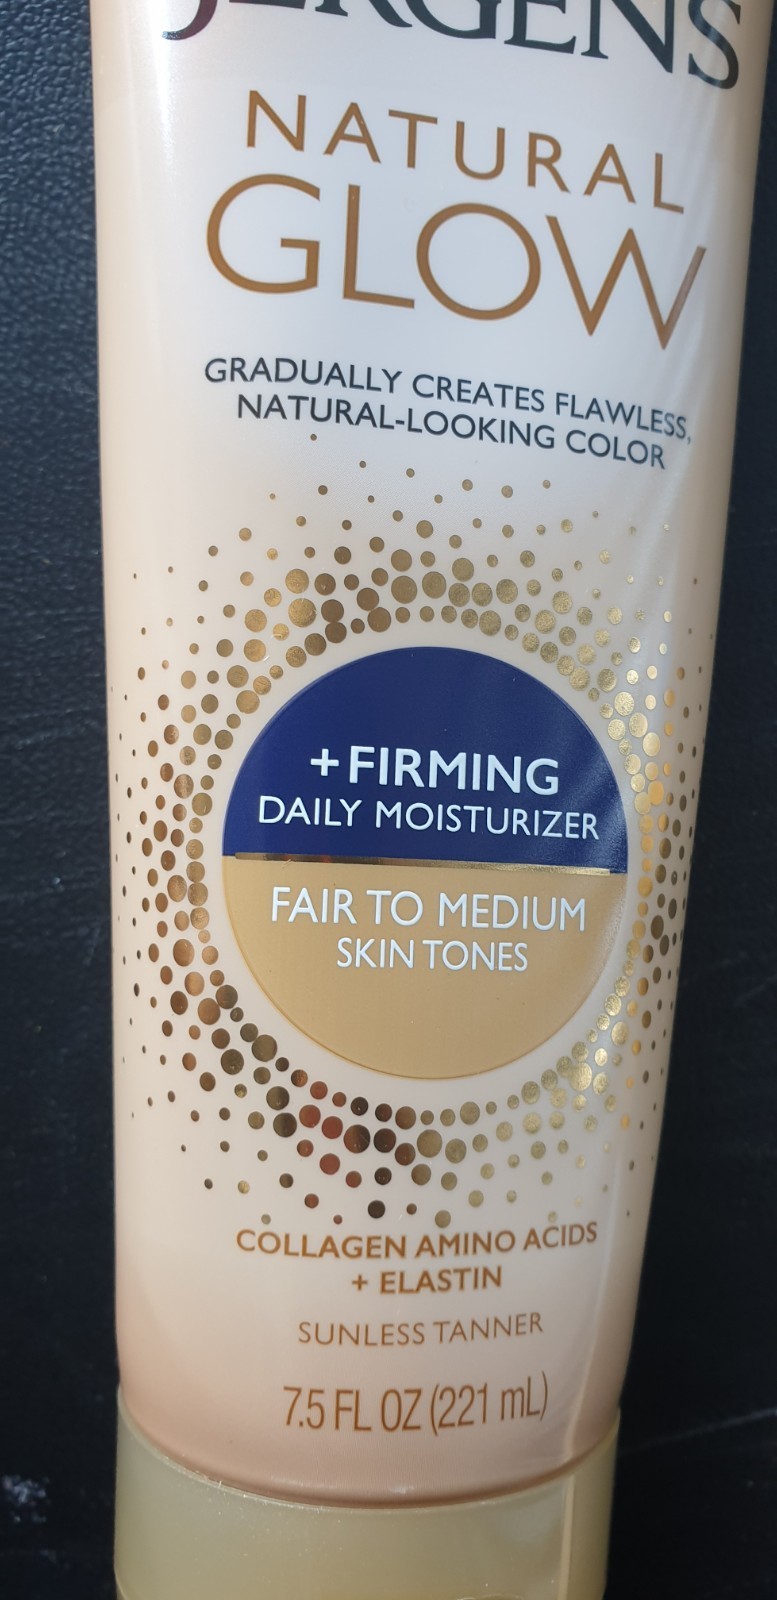 JERGENS
NATURAL
GLOW
GRADUALLY CREATES FLAWLESS,
NATURAL-LOOKING COLOR
+FIRMING
DAILY MOISTURIZER
FAIR TO MEDIUM
SKIN TONES
COLLAGEN AMINO ACIDS
+ ELASTIN
SUNLESS TANNER
7.5 FL OZ (221 mL)